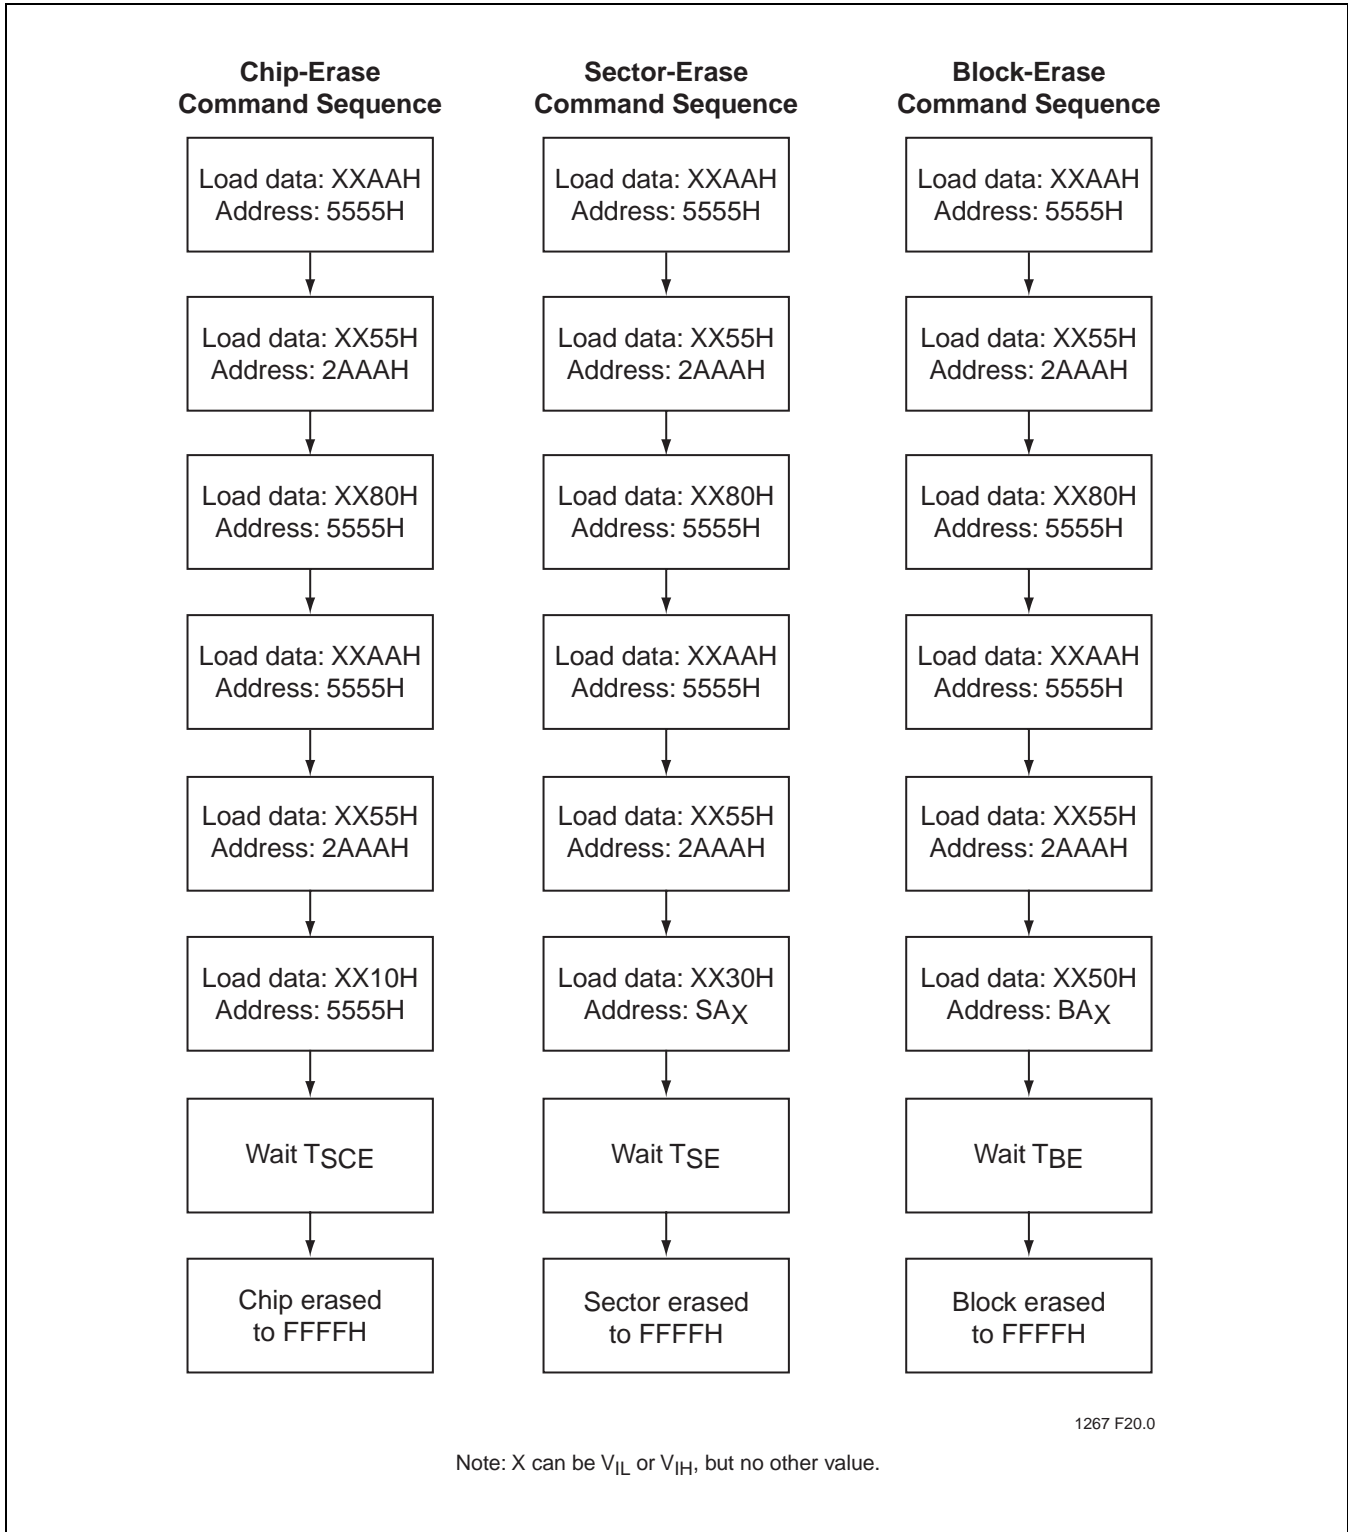 Chip-Erase
Command Sequence
Load data: XXAAH
Address: 5555H
Load data: XX55H
Address: 2AAAH
Load data: XX80H
Address: 5555H
Load data: XXAAH
Address: 5555H
Load data: XX55H
Address: 2AAAH
Load data: XX10H
Address: 5555H
Wait TSCE
Chip erased
to FFFFH
Sector-Erase
Command Sequence
Load data: XXAAH
Address: 5555H
Load data: XX55H
Address: 2AAAH
Load data: XX80H
Address: 5555H
Load data: XXAAH
Address: 5555H
Load data: XX55H
Address: 2AAAH
Load data: XX30H
Address: SAX
Wait TSE
Sector erased
to FFFFH
Block-Erase
Command Sequence
Load data: XXAAH
Address: 5555H
Load data: XX55H
Address: 2AAAH
Load data: XX80H
Address: 5555H
Load data: XXAAH
Address: 5555H
Load data: XX55H
Address: 2AAAH
Load data: XX50H
Address: BAX
Wait TBE
Block erased
to FFFFH
1267 F20.0
Note: X can be VIL or VIH, but no other value.